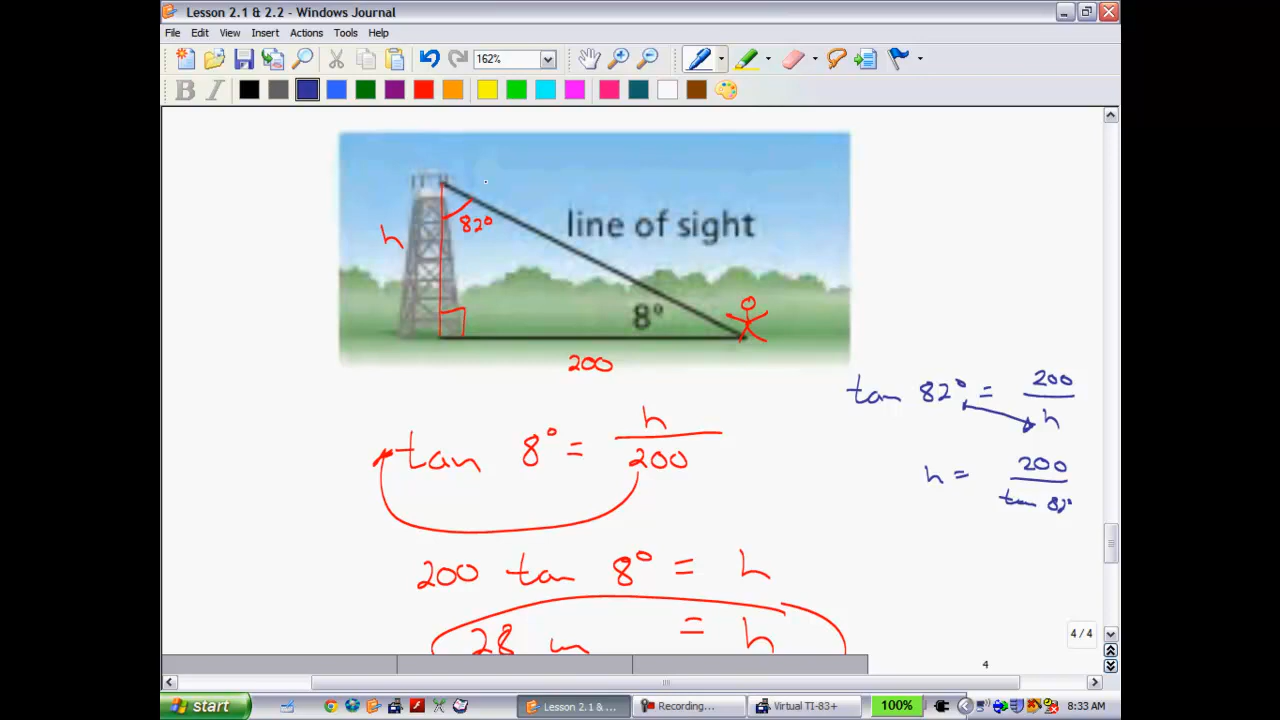 Lesson 2.1 & 2.2 - Windows Journal
File Edit View Insert Actions Tools Help
162%
B I
h
82°
line of sight
8°
200
tan 82° = 200 / h
h = 200 / tan 82°
tan 8° = h / 200
200 tan 8° = h
28 m = h
4 / 4
4
start
Lesson 2.1 & ...
Recording...
Virtual TI-83+
100%
8:33 AM